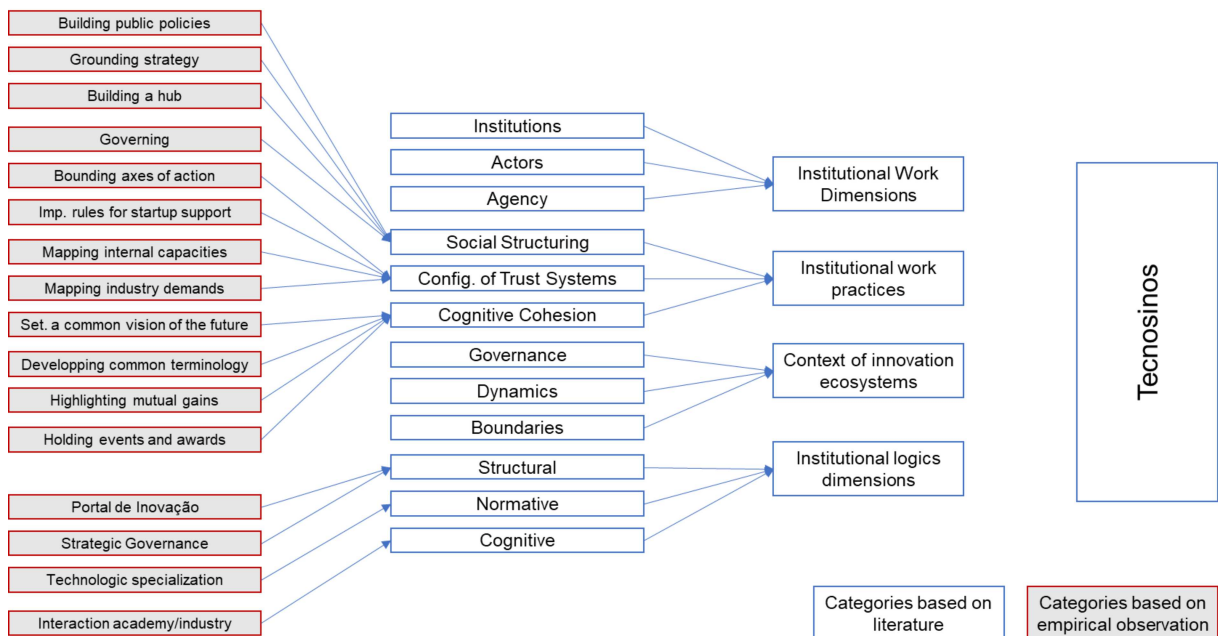 Building public policies
Grounding strategy
Building a hub
Governing
Bounding axes of action
Imp. rules for startup support
Mapping internal capacities
Mapping industry demands
Set. a common vision of the future
Developping common terminology
Highlighting mutual gains
Holding events and awards
Portal de Inovação
Strategic Governance
Technologic specialization
Interaction academy/industry
Institutions
Actors
Agency
Social Structuring
Config. of Trust Systems
Cognitive Cohesion
Governance
Dynamics
Boundaries
Structural
Normative
Cognitive
Institutional Work
Dimensions
Institutional work
practices
Context of innovation
ecosystems
Institutional logics
dimensions
Tecnosinos
Categories based on
literature
Categories based on
empirical observation